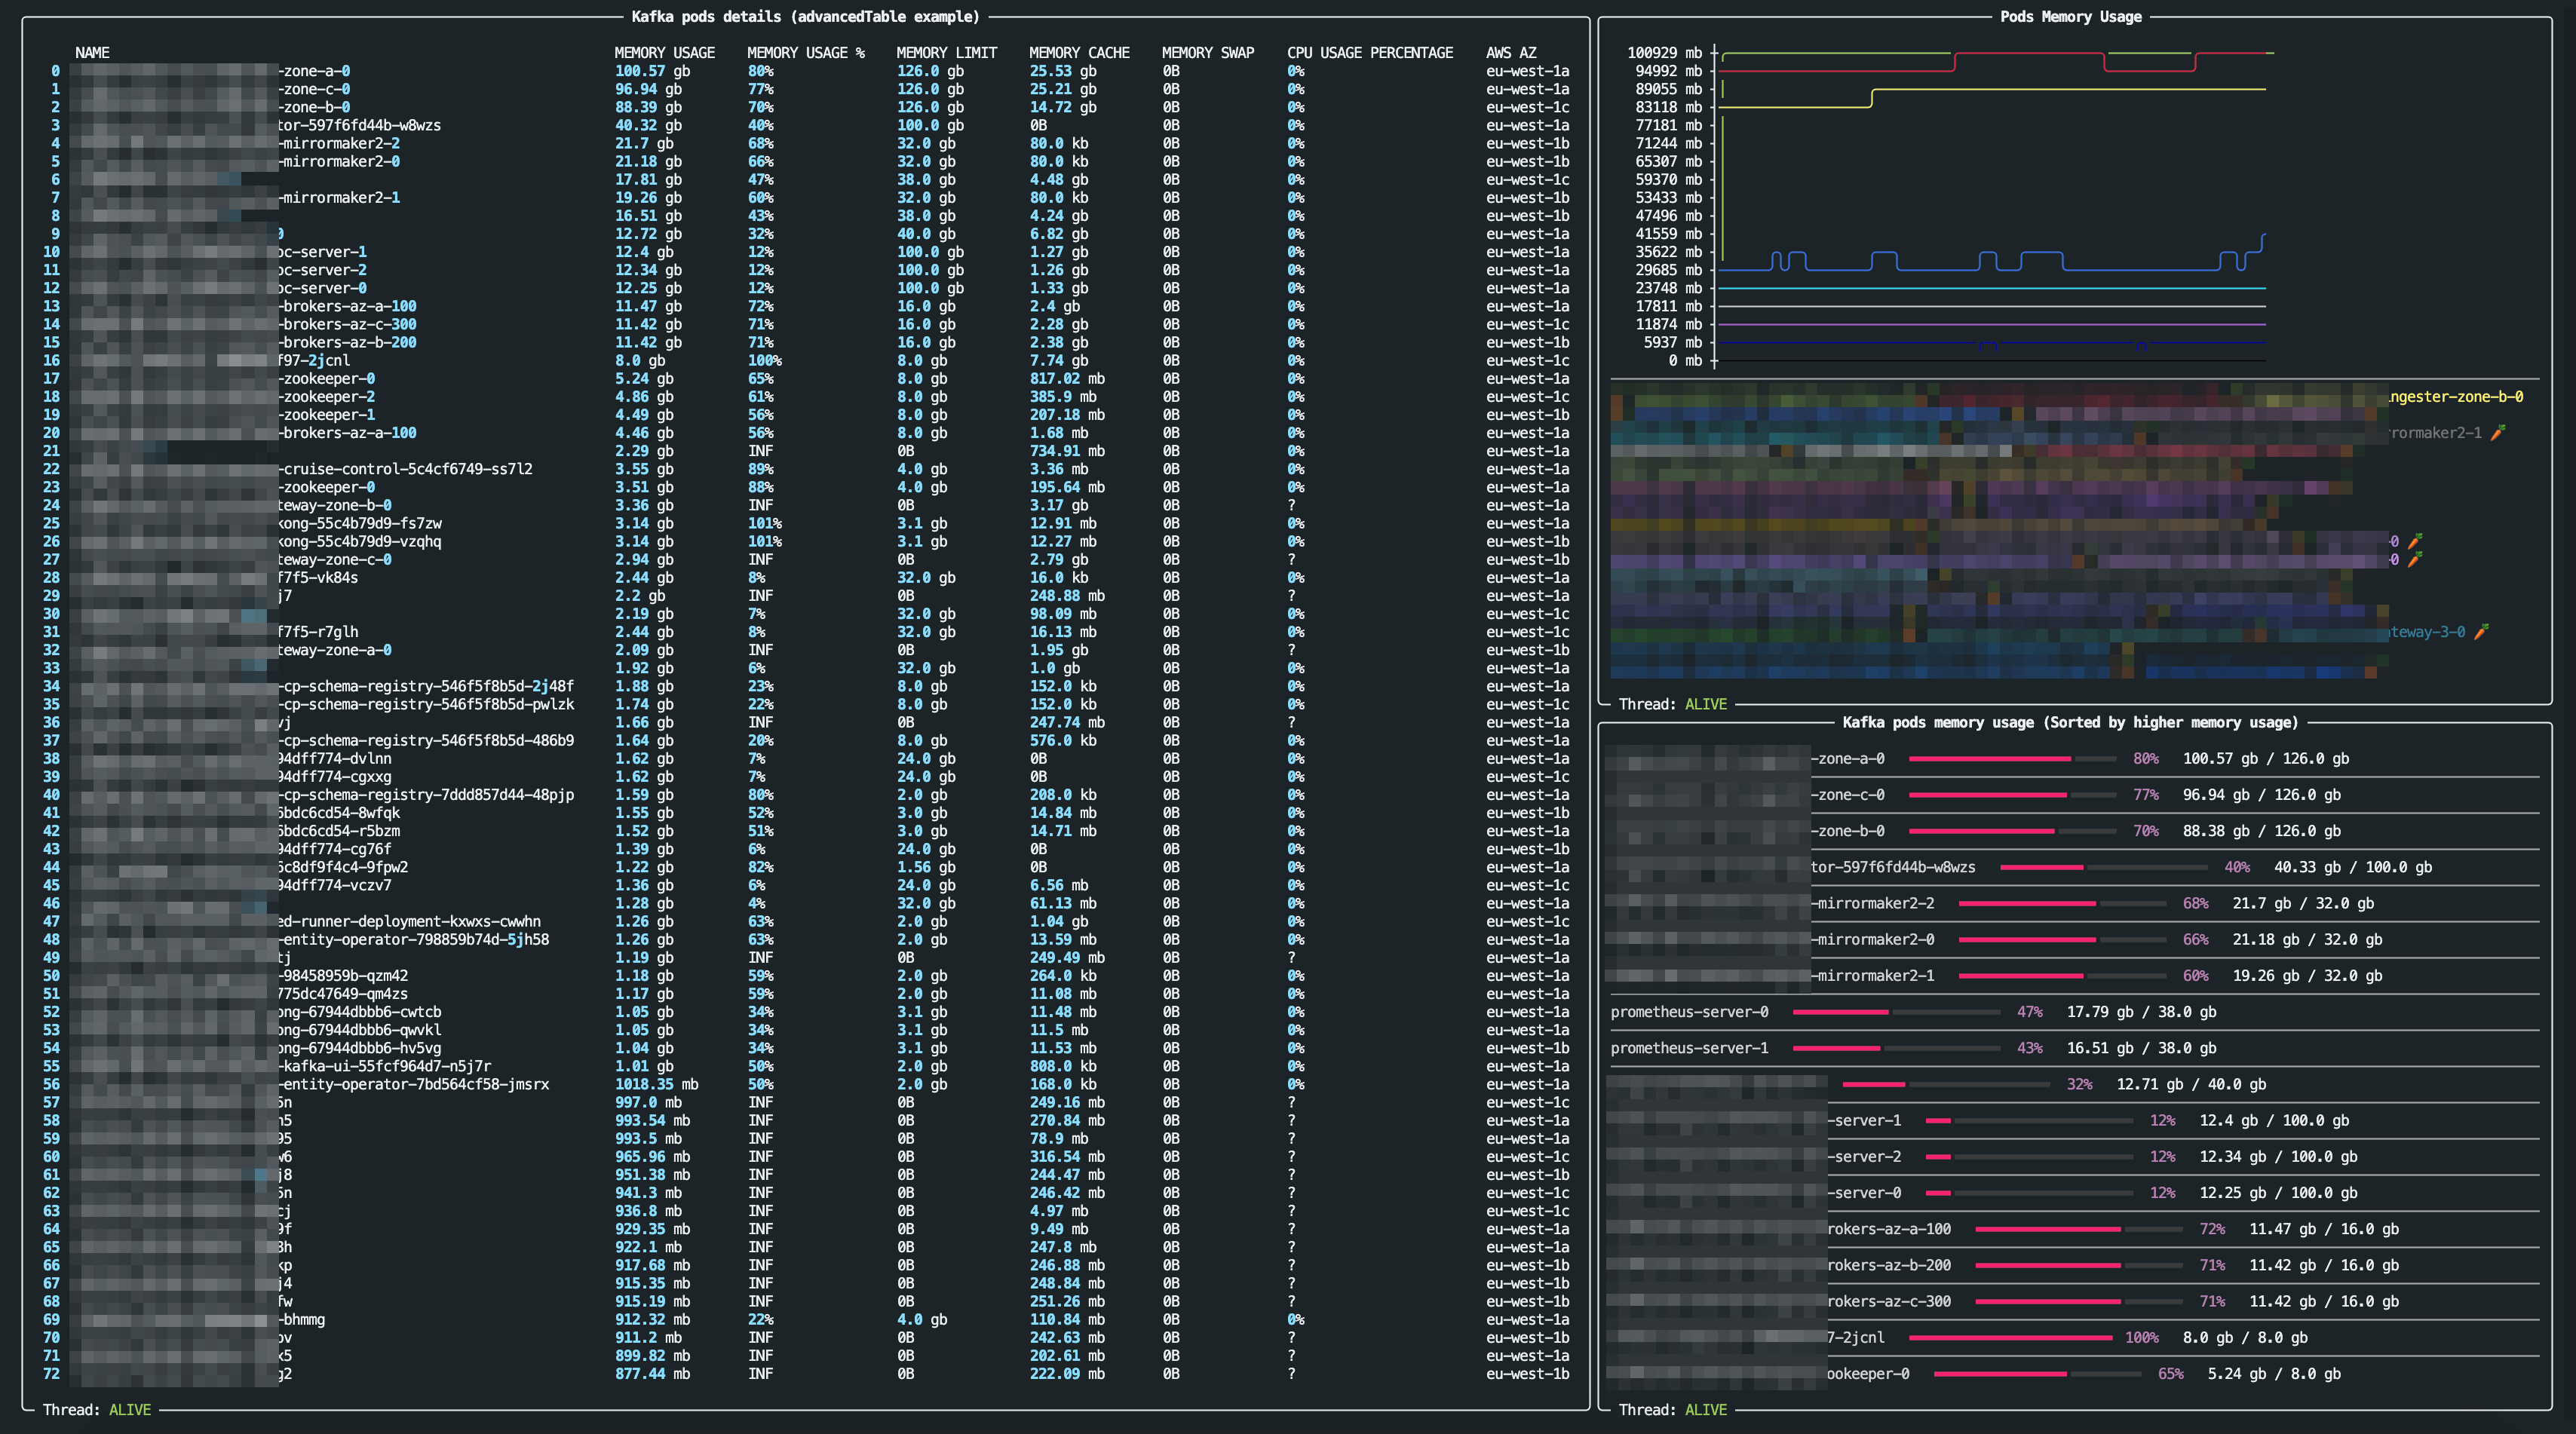 Kafka pods details (advancedTable example)
NAME MEMORY USAGE MEMORY USAGE % MEMORY LIMIT MEMORY CACHE MEMORY SWAP CPU USAGE PERCENTAGE AWS AZ
0 -zone-a-0 100.57 gb 80% 126.0 gb 25.53 gb 0B 0% eu-west-1a
1 -zone-c-0 96.94 gb 77% 126.0 gb 25.21 gb 0B 0% eu-west-1a
2 -zone-b-0 88.39 gb 70% 126.0 gb 14.72 gb 0B 0% eu-west-1c
3 tor-597f6fd44b-w8wzs 40.32 gb 40% 100.0 gb 0B 0B 0% eu-west-1a
4 -mirrormaker2-2 21.7 gb 68% 32.0 gb 80.0 kb 0B 0% eu-west-1b
5 -mirrormaker2-0 21.18 gb 66% 32.0 gb 80.0 kb 0B 0% eu-west-1b
6 17.81 gb 47% 38.0 gb 4.48 gb 0B 0% eu-west-1c
7 -mirrormaker2-1 19.26 gb 60% 32.0 gb 80.0 kb 0B 0% eu-west-1b
8 16.51 gb 43% 38.0 gb 4.24 gb 0B 0% eu-west-1b
9 0 12.72 gb 32% 40.0 gb 6.82 gb 0B 0% eu-west-1a
10 oc-server-1 12.4 gb 12% 100.0 gb 1.27 gb 0B 0% eu-west-1a
11 oc-server-2 12.34 gb 12% 100.0 gb 1.26 gb 0B 0% eu-west-1a
12 oc-server-0 12.25 gb 12% 100.0 gb 1.33 gb 0B 0% eu-west-1a
13 -brokers-az-a-100 11.47 gb 72% 16.0 gb 2.4 gb 0B 0% eu-west-1a
14 -brokers-az-c-300 11.42 gb 71% 16.0 gb 2.28 gb 0B 0% eu-west-1c
15 -brokers-az-b-200 11.42 gb 71% 16.0 gb 2.38 gb 0B 0% eu-west-1b
16 f97-2jcnl 8.0 gb 100% 8.0 gb 7.74 gb 0B 0% eu-west-1c
17 -zookeeper-0 5.24 gb 65% 8.0 gb 817.02 mb 0B 0% eu-west-1a
18 -zookeeper-2 4.86 gb 61% 8.0 gb 385.9 mb 0B 0% eu-west-1c
19 -zookeeper-1 4.49 gb 56% 8.0 gb 207.18 mb 0B 0% eu-west-1b
20 -brokers-az-a-100 4.46 gb 56% 8.0 gb 1.68 mb 0B 0% eu-west-1a
21 2.29 gb INF 0B 734.91 mb 0B 0% eu-west-1a
22 -cruise-control-5c4cf6749-ss7l2 3.55 gb 89% 4.0 gb 3.36 mb 0B 0% eu-west-1a
23 -zookeeper-0 3.51 gb 88% 4.0 gb 195.64 mb 0B 0% eu-west-1a
24 teway-zone-b-0 3.36 gb INF 0B 3.17 gb 0B ? eu-west-1c
25 kong-55c4b79d9-fs7zw 3.14 gb 101% 3.1 gb 12.91 mb 0B 0% eu-west-1a
26 kong-55c4b79d9-vzqhq 3.14 gb 101% 3.1 gb 12.27 mb 0B 0% eu-west-1b
27 teway-zone-c-0 2.94 gb INF 0B 2.79 gb 0B ? eu-west-1b
28 f7f5-vk84s 2.44 gb 8% 32.0 gb 16.0 kb 0B 0% eu-west-1a
29 j7 2.2 gb INF 0B 248.88 mb 0B ? eu-west-1a
30 2.19 gb 7% 32.0 gb 98.09 mb 0B 0% eu-west-1c
31 f7f5-r7glh 2.44 gb 8% 32.0 gb 16.13 mb 0B 0% eu-west-1c
32 teway-zone-a-0 2.09 gb INF 0B 1.95 gb 0B ? eu-west-1b
33 1.92 gb 6% 32.0 gb 1.0 gb 0B 0% eu-west-1a
34 -cp-schema-registry-546f5f8b5d-2j48f 1.88 gb 23% 8.0 gb 152.0 kb 0B 0% eu-west-1a
35 -cp-schema-registry-546f5f8b5d-pwlzk 1.74 gb 22% 8.0 gb 152.0 kb 0B 0% eu-west-1c
36 vj 1.66 gb INF 0B 247.74 mb 0B ? eu-west-1a
37 -cp-schema-registry-546f5f8b5d-486b9 1.64 gb 20% 8.0 gb 576.0 kb 0B 0% eu-west-1a
38 94dff774-dvlnn 1.62 gb 7% 24.0 gb 0B 0B 0% eu-west-1a
39 94dff774-cgxxg 1.62 gb 7% 24.0 gb 0B 0B 0% eu-west-1c
40 -cp-schema-registry-7ddd857d44-48pjp 1.59 gb 80% 2.0 gb 208.0 kb 0B 0% eu-west-1a
41 6bdc6cd54-8wfqk 1.55 gb 52% 3.0 gb 14.84 mb 0B 0% eu-west-1b
42 6bdc6cd54-r5bzm 1.52 gb 51% 3.0 gb 14.71 mb 0B 0% eu-west-1a
43 94dff774-cg76f 1.39 gb 6% 24.0 gb 0B 0B 0% eu-west-1b
44 6c8df9f4c4-9fpw2 1.22 gb 82% 1.56 gb 0B 0B 0% eu-west-1a
45 94dff774-vczv7 1.36 gb 6% 24.0 gb 6.56 mb 0B 0% eu-west-1c
46 1.28 gb 4% 32.0 gb 61.13 mb 0B 0% eu-west-1a
47 ed-runner-deployment-kxwxs-cwwhn 1.26 gb 63% 2.0 gb 1.04 gb 0B 0% eu-west-1c
48 -entity-operator-798859b74d-5jh58 1.26 gb 63% 2.0 gb 13.59 mb 0B 0% eu-west-1a
49 tj 1.19 gb INF 0B 249.49 mb 0B ? eu-west-1a
50 -98458959b-qzm42 1.18 gb 59% 2.0 gb 264.0 kb 0B 0% eu-west-1a
51 775dc47649-qm4zs 1.17 gb 59% 2.0 gb 11.08 mb 0B 0% eu-west-1a
52 ong-67944dbbb6-cwtcb 1.05 gb 34% 3.1 gb 11.48 mb 0B 0% eu-west-1a
53 ong-67944dbbb6-qwvkl 1.05 gb 34% 3.1 gb 11.5 mb 0B 0% eu-west-1a
54 ong-67944dbbb6-hv5vg 1.04 gb 34% 3.1 gb 11.53 mb 0B 0% eu-west-1b
55 -kafka-ui-55fcf964d7-n5j7r 1.01 gb 50% 2.0 gb 808.0 kb 0B 0% eu-west-1a
56 -entity-operator-7bd564cf58-jmsrx 1018.35 mb 50% 2.0 gb 168.0 kb 0B 0% eu-west-1a
57 5n 997.0 mb INF 0B 249.16 mb 0B ? eu-west-1c
58 n5 993.54 mb INF 0B 270.84 mb 0B ? eu-west-1a
59 95 993.5 mb INF 0B 78.9 mb 0B ? eu-west-1a
60 w6 965.96 mb INF 0B 316.54 mb 0B ? eu-west-1c
61 j8 951.38 mb INF 0B 244.47 mb 0B ? eu-west-1b
62 5n 941.3 mb INF 0B 246.42 mb 0B ? eu-west-1c
63 cj 936.8 mb INF 0B 4.97 mb 0B ? eu-west-1c
64 9f 929.35 mb INF 0B 9.49 mb 0B ? eu-west-1a
65 8h 922.1 mb INF 0B 247.8 mb 0B ? eu-west-1a
66 kp 917.68 mb INF 0B 246.88 mb 0B ? eu-west-1b
67 j4 915.35 mb INF 0B 248.84 mb 0B ? eu-west-1b
68 fw 915.19 mb INF 0B 251.26 mb 0B ? eu-west-1b
69 -bhmmg 912.32 mb 22% 4.0 gb 110.84 mb 0B 0% eu-west-1a
70 ov 911.2 mb INF 0B 242.63 mb 0B ? eu-west-1b
71 x5 899.82 mb INF 0B 202.61 mb 0B ? eu-west-1a
72 g2 877.44 mb INF 0B 222.09 mb 0B ? eu-west-1b
Thread: ALIVE
Pods Memory Usage
100929 mb
94992 mb
89055 mb
83118 mb
77181 mb
71244 mb
65307 mb
59370 mb
53433 mb
47496 mb
41559 mb
35622 mb
29685 mb
23748 mb
17811 mb
11874 mb
5937 mb
0 mb
ngester-zone-b-0
rrormaker2-1
-0
-0
teway-3-0
Thread: ALIVE
Kafka pods memory usage (Sorted by higher memory usage)
-zone-a-0 80% 100.57 gb / 126.0 gb
-zone-c-0 77% 96.94 gb / 126.0 gb
-zone-b-0 70% 88.38 gb / 126.0 gb
tor-597f6fd44b-w8wzs 40% 40.33 gb / 100.0 gb
-mirrormaker2-2 68% 21.7 gb / 32.0 gb
-mirrormaker2-0 66% 21.18 gb / 32.0 gb
-mirrormaker2-1 60% 19.26 gb / 32.0 gb
prometheus-server-0 47% 17.79 gb / 38.0 gb
prometheus-server-1 43% 16.51 gb / 38.0 gb
32% 12.71 gb / 40.0 gb
-server-1 12% 12.4 gb / 100.0 gb
-server-2 12% 12.34 gb / 100.0 gb
-server-0 12% 12.25 gb / 100.0 gb
rokers-az-a-100 72% 11.47 gb / 16.0 gb
rokers-az-b-200 71% 11.42 gb / 16.0 gb
rokers-az-c-300 71% 11.42 gb / 16.0 gb
7-2jcnl 100% 8.0 gb / 8.0 gb
ookeeper-0 65% 5.24 gb / 8.0 gb
Thread: ALIVE